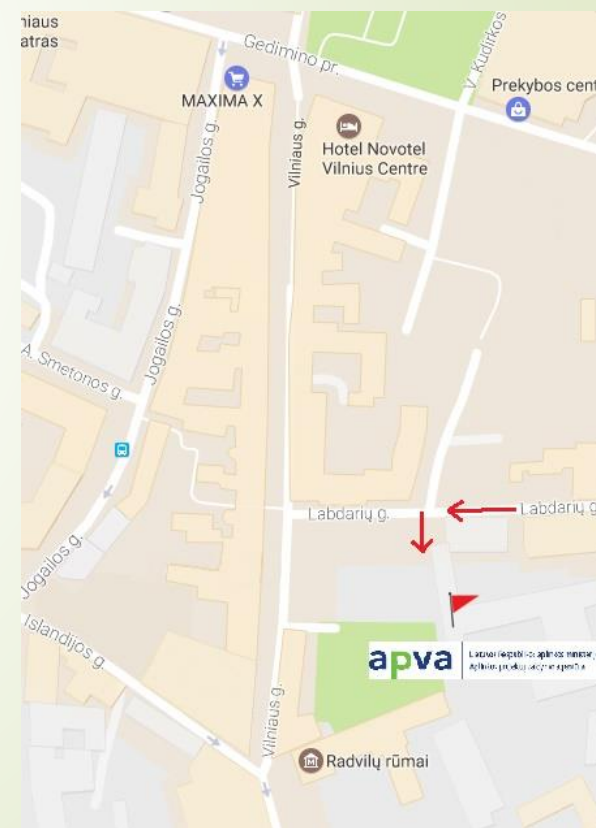 niaus
atras
Gedimino pr.
V. Kudirkos
Prekybos cent
MAXIMA X
Jogailos g.
Vilniaus g.
Hotel Novotel
Vilnius Centre
Jogailos g.
A. Smetonos g.
Labdarių g.
Labdarių g
Jogailos g.
Islandijos g.
apva
Vilniaus g.
Radvilų rūmai